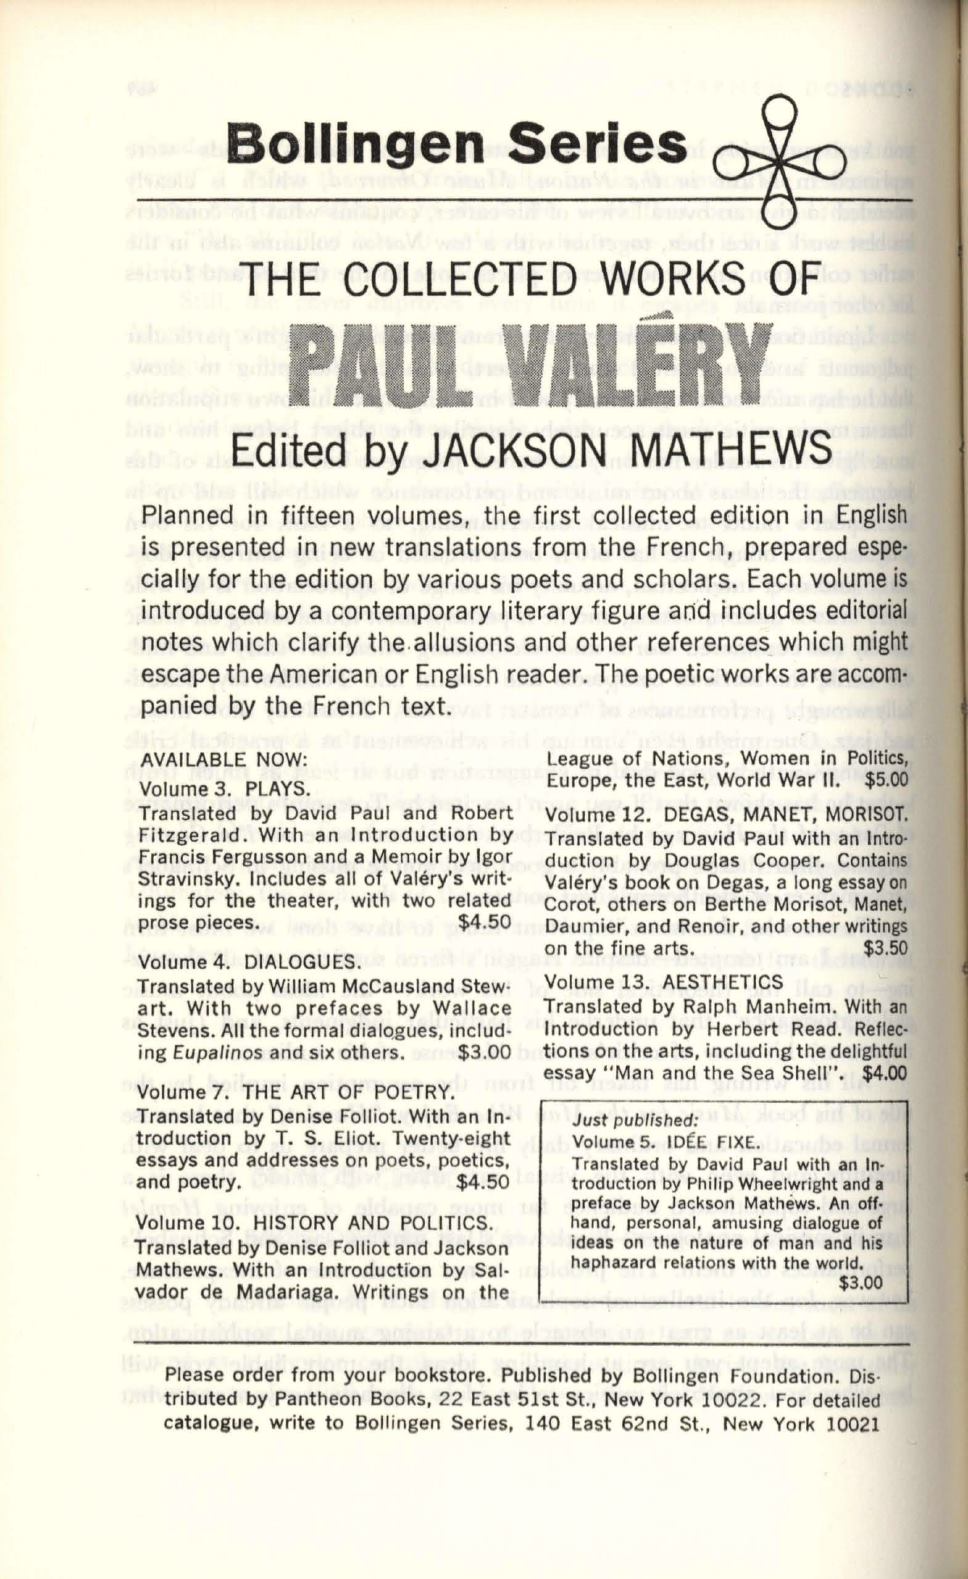 Bollingen Series
THE COLLECTED WORKS OF
PAUL VALÉRY
Edited by JACKSON MATHEWS
Planned in fifteen volumes, the first collected edition in English
is presented in new translations from the French, prepared espe-
cially for the edition by various poets and scholars. Each volume is
introduced by a contemporary literary figure and includes editorial
notes which clarify the allusions and other references which might
escape the American or English reader. The poetic works are accom-
panied by the French text.
AVAILABLE NOW:
Volume 3. PLAYS.
Translated by David Paul and Robert
Fitzgerald. With an Introduction by
Francis Fergusson and a Memoir by Igor
Stravinsky. Includes all of Valéry's writ-
ings for the theater, with two related
prose pieces. $4.50
Volume 4. DIALOGUES.
Translated by William McCausland Stew-
art. With two prefaces by Wallace
Stevens. All the formal dialogues, includ-
ing Eupalinos and six others. $3.00
Volume 7. THE ART OF POETRY.
Translated by Denise Folliot. With an In-
troduction by T. S. Eliot. Twenty-eight
essays and addresses on poets, poetics,
and poetry. $4.50
Volume 10. HISTORY AND POLITICS.
Translated by Denise Folliot and Jackson
Mathews. With an Introduction by Sal-
vador de Madariaga. Writings on the
League of Nations, Women in Politics,
Europe, the East, World War II. $5.00
Volume 12. DEGAS, MANET, MORISOT.
Translated by David Paul with an Intro-
duction by Douglas Cooper. Contains
Valéry's book on Degas, a long essay on
Corot, others on Berthe Morisot, Manet,
Daumier, and Renoir, and other writings
on the fine arts. $3.50
Volume 13. AESTHETICS
Translated by Ralph Manheim. With an
Introduction by Herbert Read. Reflec-
tions on the arts, including the delightful
essay "Man and the Sea Shell". $4.00
Just published:
Volume 5. IDÉE FIXE.
Translated by David Paul with an In-
troduction by Philip Wheelwright and a
preface by Jackson Mathews. An off-
hand, personal, amusing dialogue of
ideas on the nature of man and his
haphazard relations with the world.
$3.00
Please order from your bookstore. Published by Bollingen Foundation. Dis-
tributed by Pantheon Books, 22 East 51st St., New York 10022. For detailed
catalogue, write to Bollingen Series, 140 East 62nd St., New York 10021